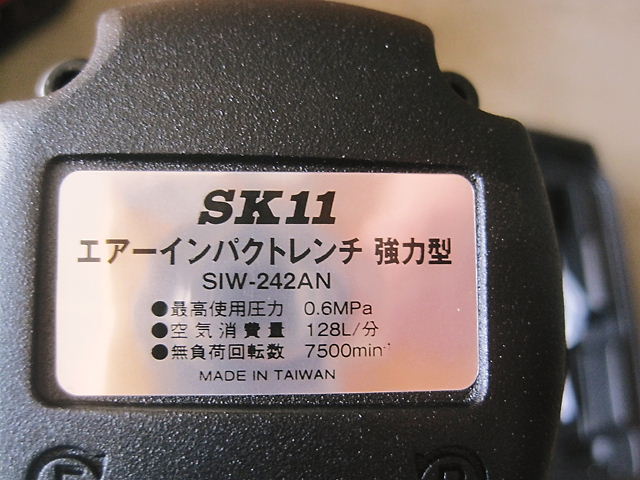 SK11
エアーインパクトレンチ 強力型
SIW-242AN
●最高使用圧力 0.6MPa
●空気消費量 128L/分
●無負荷回転数 7500min⁻¹
MADE IN TAIWAN
F
R